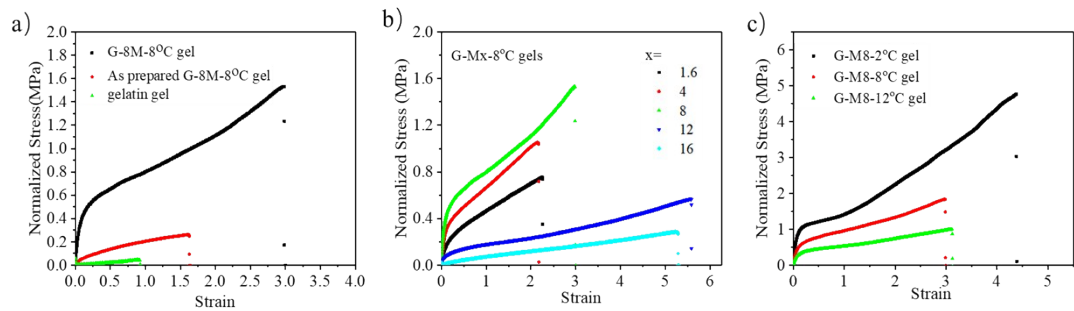 a)
2.0
1.8
1.6
1.4
1.2
1.0
0.8
0.6
0.4
0.2
0.0
Normalized Stress(MPa)
G-8M-8°C gel
As prepared G-8M-8°C gel
gelatin gel
0.0 0.5 1.0 1.5 2.0 2.5 3.0 3.5 4.0
Strain
b)
2.0
1.6
1.2
0.8
0.4
0.0
Normalized Stress (MPa)
G-Mx-8°C gels
x=
1.6
4
8
12
16
0 1 2 3 4 5 6
Strain
c)
6
5
4
3
2
1
0
Normalized Stress (MPa)
G-M8-2°C gel
G-M8-8°C gel
G-M8-12°C gel
0 1 2 3 4 5
Strain